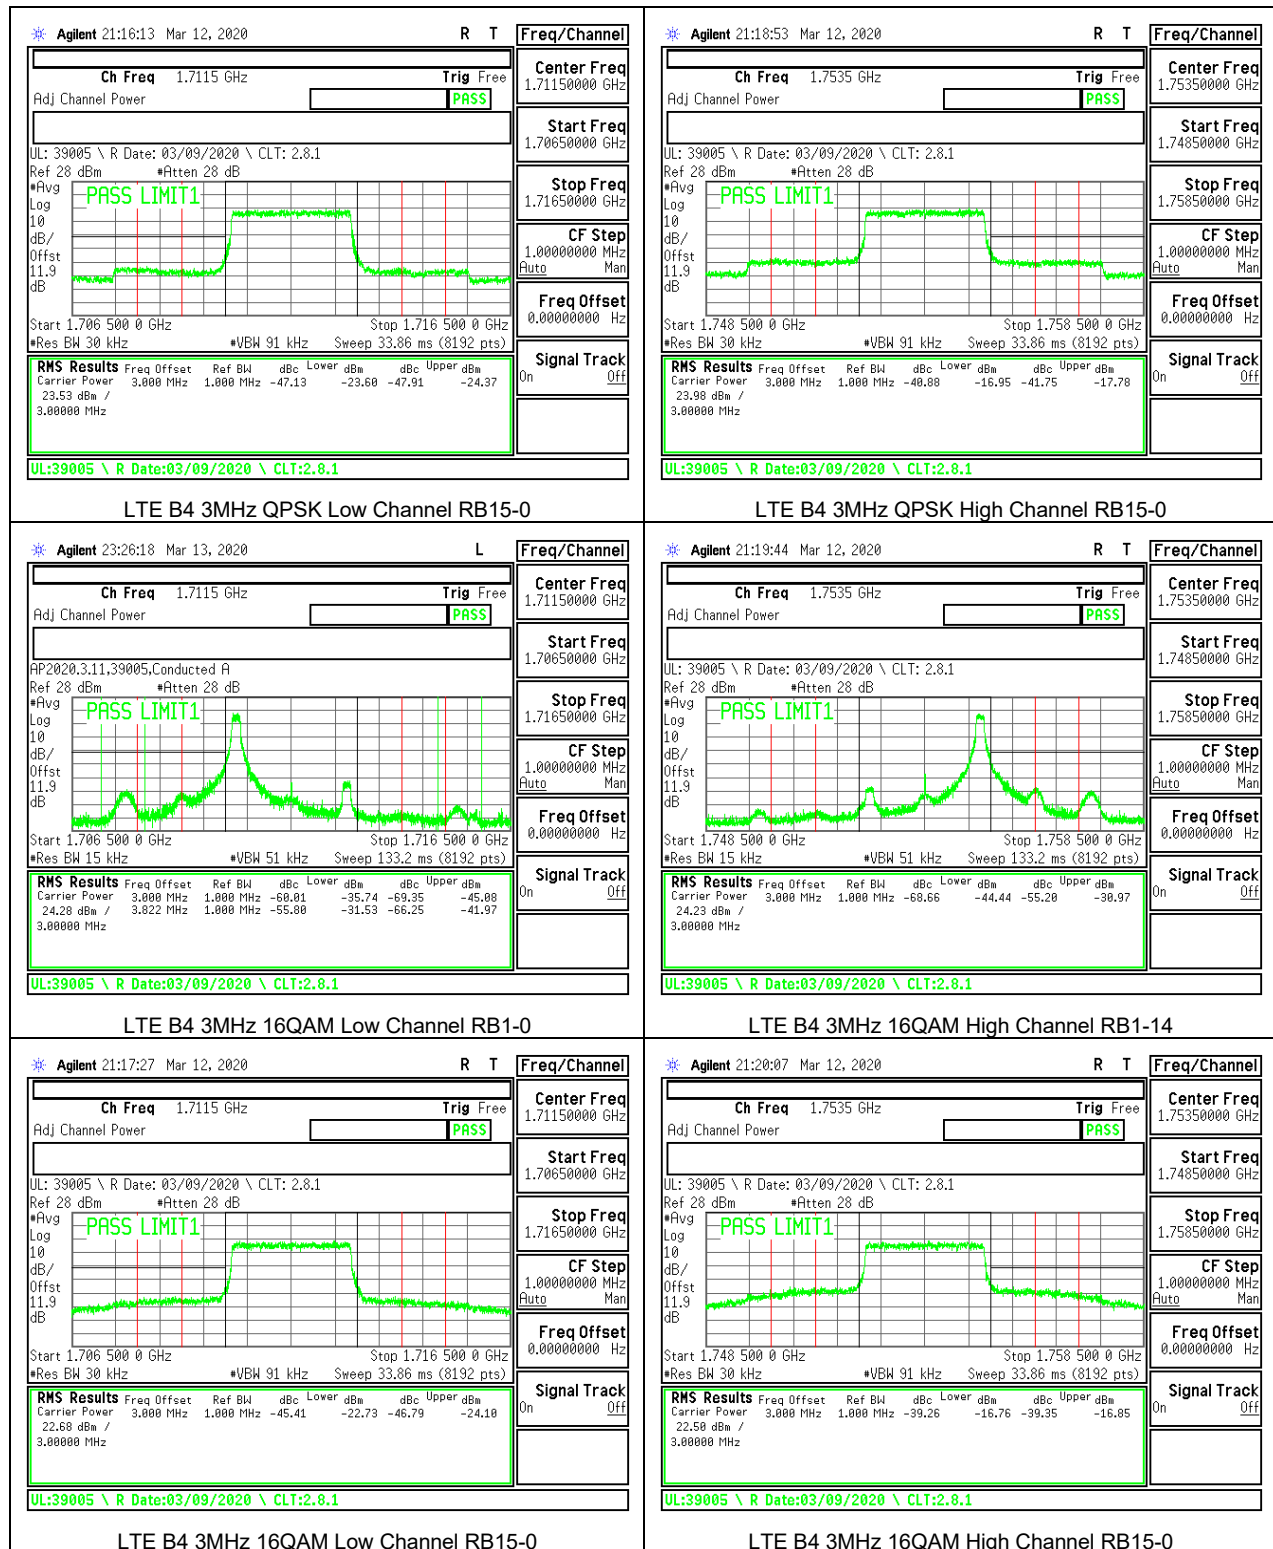 Agilent 21:16:13 Mar 12, 2020 R T Freq/Channel
Ch Freq 1.7115 GHz Trig Free
Adj Channel Power PASS
UL: 39005 \ R Date: 03/09/2020 \ CLT: 2.8.1
Ref 28 dBm #Atten 28 dB
#Avg
Log
10
dB/
Offst
11.9
dB
PASS LIMIT1
Start 1.706 500 0 GHz Stop 1.716 500 0 GHz
#Res BW 30 kHz #VBW 91 kHz Sweep 33.86 ms (8192 pts)
RMS Results Freq Offset Ref BW dBc Lower dBm dBc Upper dBm
Carrier Power 3.000 MHz 1.000 MHz -47.13 -23.60 -47.91 -24.37
23.53 dBm /
3.00000 MHz
UL:39005 \ R Date:03/09/2020 \ CLT:2.8.1
Center Freq
1.71150000 GHz
Start Freq
1.70650000 GHz
Stop Freq
1.71650000 GHz
CF Step
1.00000000 MHz
Auto Man
Freq Offset
0.00000000 Hz
Signal Track
On Off
LTE B4 3MHz QPSK Low Channel RB15-0
Agilent 21:18:53 Mar 12, 2020 R T Freq/Channel
Ch Freq 1.7535 GHz Trig Free
Adj Channel Power PASS
UL: 39005 \ R Date: 03/09/2020 \ CLT: 2.8.1
Ref 28 dBm #Atten 28 dB
#Avg
Log
10
dB/
Offst
11.9
dB
PASS LIMIT1
Start 1.748 500 0 GHz Stop 1.758 500 0 GHz
#Res BW 30 kHz #VBW 91 kHz Sweep 33.86 ms (8192 pts)
RMS Results Freq Offset Ref BW dBc Lower dBm dBc Upper dBm
Carrier Power 3.000 MHz 1.000 MHz -40.88 -16.95 -41.75 -17.78
23.98 dBm /
3.00000 MHz
UL:39005 \ R Date:03/09/2020 \ CLT:2.8.1
Center Freq
1.75350000 GHz
Start Freq
1.74850000 GHz
Stop Freq
1.75850000 GHz
CF Step
1.00000000 MHz
Auto Man
Freq Offset
0.00000000 Hz
Signal Track
On Off
LTE B4 3MHz QPSK High Channel RB15-0
Agilent 23:26:18 Mar 13, 2020 L Freq/Channel
Ch Freq 1.7115 GHz Trig Free
Adj Channel Power PASS
AP2020.3.11,39005,Conducted A
Ref 28 dBm #Atten 28 dB
#Avg
Log
10
dB/
Offst
11.9
dB
PASS LIMIT1
Start 1.706 500 0 GHz Stop 1.716 500 0 GHz
#Res BW 15 kHz #VBW 51 kHz Sweep 133.2 ms (8192 pts)
RMS Results Freq Offset Ref BW dBc Lower dBm dBc Upper dBm
Carrier Power 3.000 MHz 1.000 MHz -60.01 -35.74 -69.35 -45.08
24.28 dBm / 3.822 MHz 1.000 MHz -55.80 -31.53 -66.25 -41.97
3.00000 MHz
UL:39005 \ R Date:03/09/2020 \ CLT:2.8.1
Center Freq
1.71150000 GHz
Start Freq
1.70650000 GHz
Stop Freq
1.71650000 GHz
CF Step
1.00000000 MHz
Auto Man
Freq Offset
0.00000000 Hz
Signal Track
On Off
LTE B4 3MHz 16QAM Low Channel RB1-0
Agilent 21:19:44 Mar 12, 2020 R T Freq/Channel
Ch Freq 1.7535 GHz Trig Free
Adj Channel Power PASS
UL: 39005 \ R Date: 03/09/2020 \ CLT: 2.8.1
Ref 28 dBm #Atten 28 dB
#Avg
Log
10
dB/
Offst
11.9
dB
PASS LIMIT1
Start 1.748 500 0 GHz Stop 1.758 500 0 GHz
#Res BW 15 kHz #VBW 51 kHz Sweep 133.2 ms (8192 pts)
RMS Results Freq Offset Ref BW dBc Lower dBm dBc Upper dBm
Carrier Power 3.000 MHz 1.000 MHz -68.66 -44.44 -55.20 -30.97
24.23 dBm /
3.00000 MHz
UL:39005 \ R Date:03/09/2020 \ CLT:2.8.1
Center Freq
1.75350000 GHz
Start Freq
1.74850000 GHz
Stop Freq
1.75850000 GHz
CF Step
1.00000000 MHz
Auto Man
Freq Offset
0.00000000 Hz
Signal Track
On Off
LTE B4 3MHz 16QAM High Channel RB1-14
Agilent 21:17:27 Mar 12, 2020 R T Freq/Channel
Ch Freq 1.7115 GHz Trig Free
Adj Channel Power PASS
UL: 39005 \ R Date: 03/09/2020 \ CLT: 2.8.1
Ref 28 dBm #Atten 28 dB
#Avg
Log
10
dB/
Offst
11.9
dB
PASS LIMIT1
Start 1.706 500 0 GHz Stop 1.716 500 0 GHz
#Res BW 30 kHz #VBW 91 kHz Sweep 33.86 ms (8192 pts)
RMS Results Freq Offset Ref BW dBc Lower dBm dBc Upper dBm
Carrier Power 3.000 MHz 1.000 MHz -45.41 -22.73 -46.79 -24.10
22.68 dBm /
3.00000 MHz
UL:39005 \ R Date:03/09/2020 \ CLT:2.8.1
Center Freq
1.71150000 GHz
Start Freq
1.70650000 GHz
Stop Freq
1.71650000 GHz
CF Step
1.00000000 MHz
Auto Man
Freq Offset
0.00000000 Hz
Signal Track
On Off
LTE B4 3MHz 16QAM Low Channel RB15-0
Agilent 21:20:07 Mar 12, 2020 R T Freq/Channel
Ch Freq 1.7535 GHz Trig Free
Adj Channel Power PASS
UL: 39005 \ R Date: 03/09/2020 \ CLT: 2.8.1
Ref 28 dBm #Atten 28 dB
#Avg
Log
10
dB/
Offst
11.9
dB
PASS LIMIT1
Start 1.748 500 0 GHz Stop 1.758 500 0 GHz
#Res BW 30 kHz #VBW 91 kHz Sweep 33.86 ms (8192 pts)
RMS Results Freq Offset Ref BW dBc Lower dBm dBc Upper dBm
Carrier Power 3.000 MHz 1.000 MHz -39.26 -16.76 -39.35 -16.85
22.50 dBm /
3.00000 MHz
UL:39005 \ R Date:03/09/2020 \ CLT:2.8.1
Center Freq
1.75350000 GHz
Start Freq
1.74850000 GHz
Stop Freq
1.75850000 GHz
CF Step
1.00000000 MHz
Auto Man
Freq Offset
0.00000000 Hz
Signal Track
On Off
LTE B4 3MHz 16QAM High Channel RB15-0